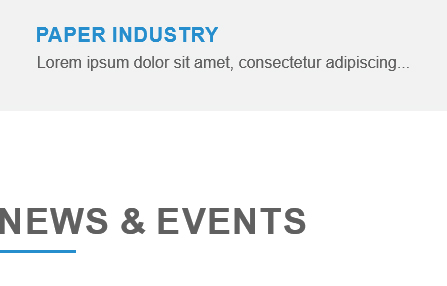 PAPER INDUSTRY
Lorem ipsum dolor sit amet, consectetur adipiscing...
NEWS & EVENTS